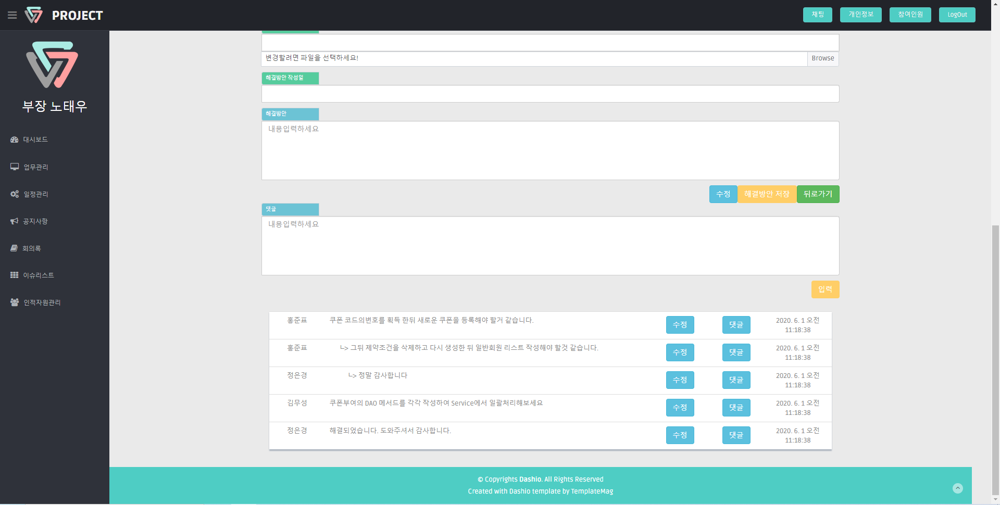 PROJECT
채팅
개인정보
참여인원
LogOut
부장 노태우
대시보드
업무관리
일정관리
공지사항
회의록
이슈리스트
인적자원관리
변경할려면 파일을 선택하세요!
Browse
해결방안 작성일
해결방안
내용입력하세요
수정
해결방안 저장
뒤로가기
댓글
내용입력하세요
입력
홍준표 쿠폰 코드의번호를 획득 한뒤 새로운 쿠폰을 등록해야 할거 같습니다. 수정 댓글 2020. 6. 1 오전
11:18:38
홍준표 ㄴ> 그뒤 제약조건을 삭제하고 다시 생성한 뒤 일반회원 리스트 작성해야 할것 같습니다. 수정 댓글 2020. 6. 1 오전
11:18:38
정은경 ㄴ> 정말 감사합니다 수정 댓글 2020. 6. 1 오전
11:18:38
김무성 쿠폰부여의 DAO 메서드를 각각 작성하여 Service에서 일괄처리해보세요 수정 댓글 2020. 6. 1 오전
11:18:38
정은경 해결되었습니다. 도와주셔서 감사합니다. 수정 댓글 2020. 6. 1 오전
11:18:38
© Copyrights Dashio. All Rights Reserved
Created with Dashio template by TemplateMag